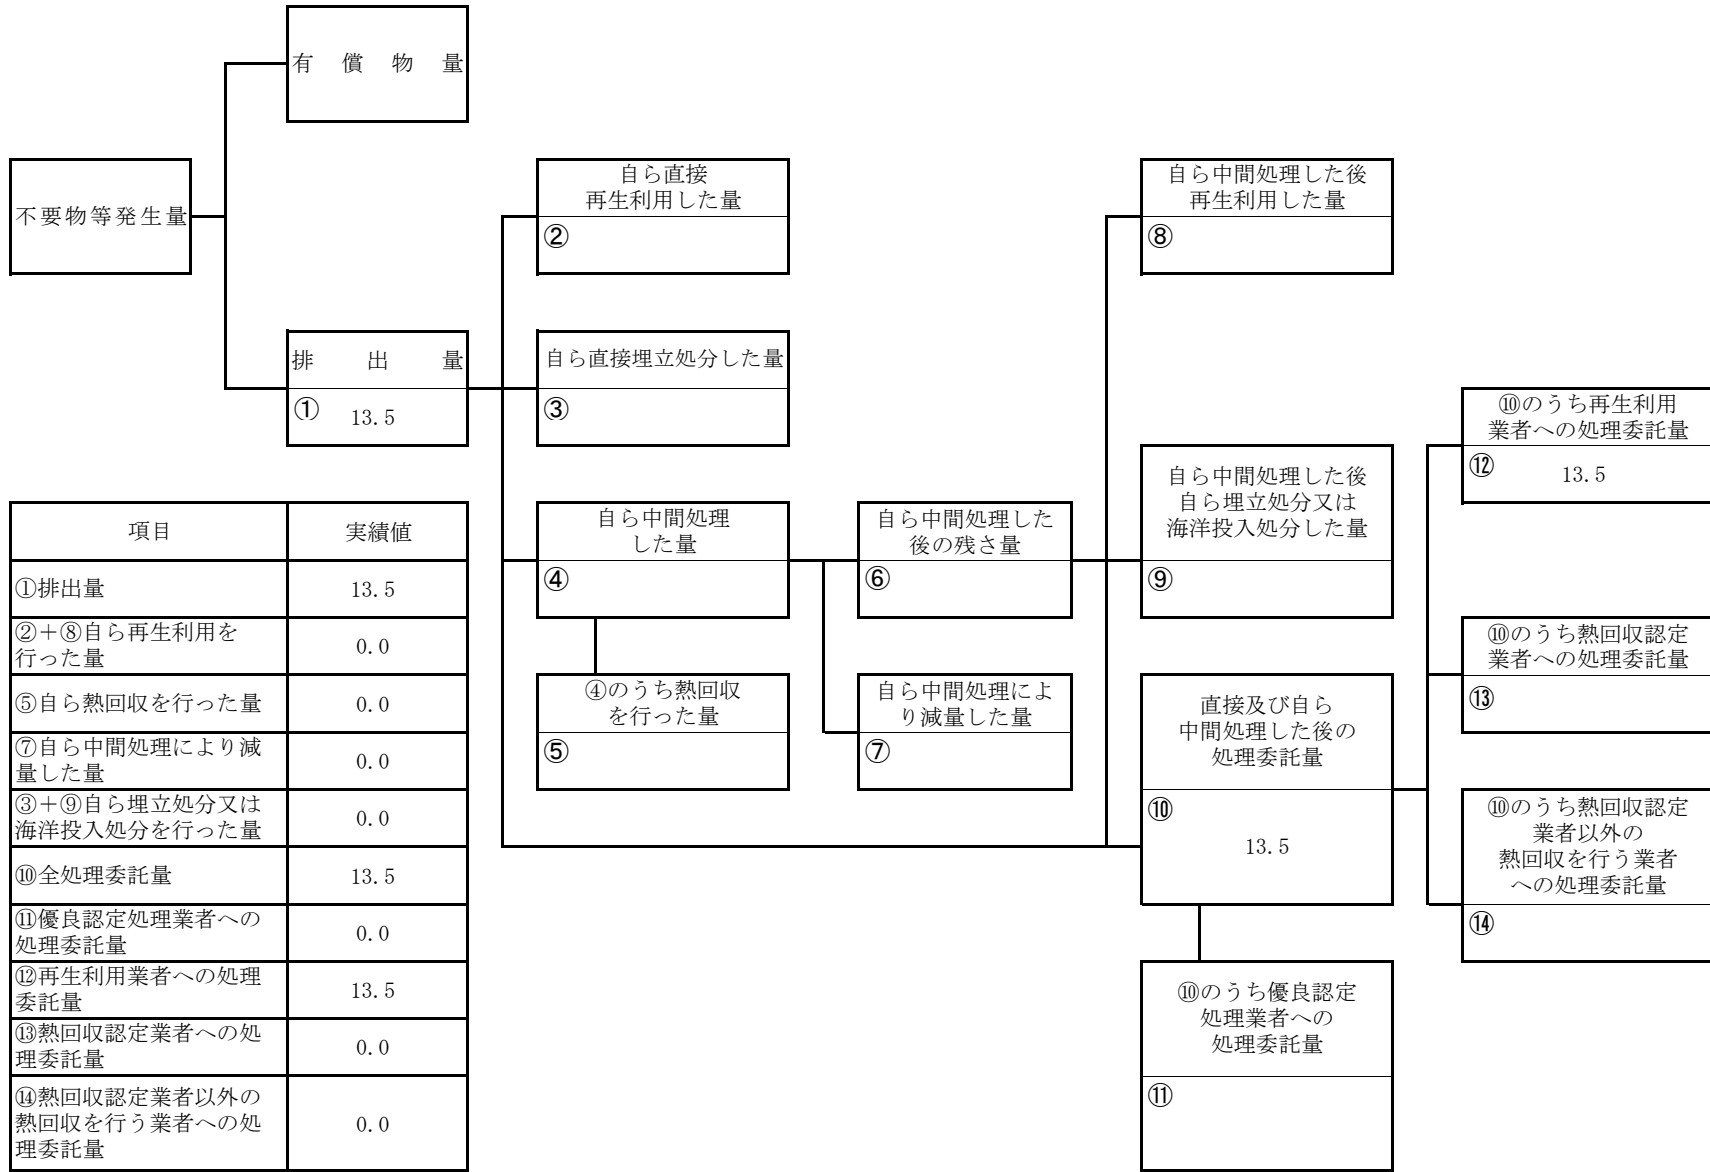 有償物量
不要物等発生量
自ら直接
再生利用した量
②
自ら中間処理した後
再生利用した量
⑧
排出量
① 13.5
自ら直接埋立処分した量
③
⑩のうち再生利用
業者への処理委託量
⑫ 13.5
自ら中間処理
した量
④
自ら中間処理した
後の残さ量
⑥
自ら中間処理した後
自ら埋立処分又は
海洋投入処分した量
⑨
⑩のうち熱回収認定
業者への処理委託量
⑬
④のうち熱回収
を行った量
⑤
自ら中間処理によ
り減量した量
⑦
直接及び自ら
中間処理した後の
処理委託量
⑩
13.5
⑩のうち熱回収認定
業者以外の
熱回収を行う業者
への処理委託量
⑭
⑩のうち優良認定
処理業者への
処理委託量
⑪
項目 実績値
①排出量 13.5
②+⑧自ら再生利用を
行った量 0.0
⑤自ら熱回収を行った量 0.0
⑦自ら中間処理により減
量した量 0.0
③+⑨自ら埋立処分又は
海洋投入処分を行った量 0.0
⑩全処理委託量 13.5
⑪優良認定処理業者への
処理委託量 0.0
⑫再生利用業者への処理
委託量 13.5
⑬熱回収認定業者への処
理委託量 0.0
⑭熱回収認定業者以外の
熱回収を行う業者への処
理委託量 0.0